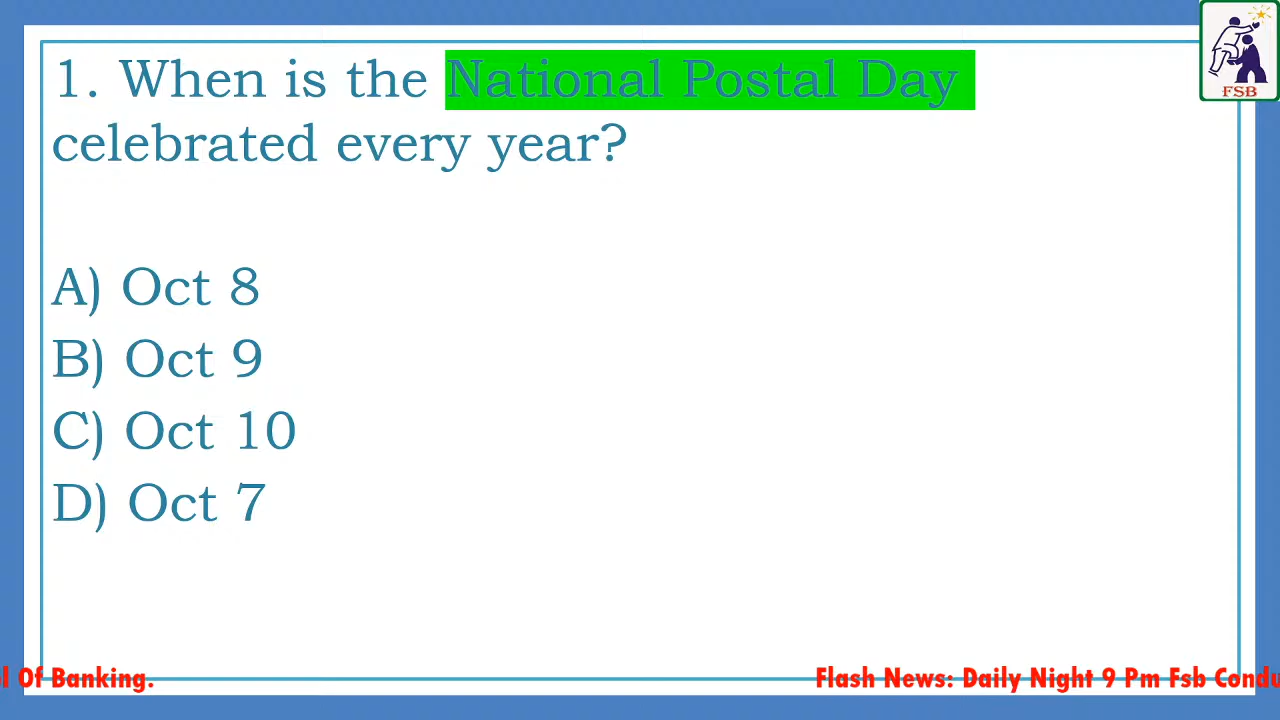 1. When is the National Postal Day
celebrated every year?
A) Oct 8
B) Oct 9
C) Oct 10
D) Oct 7
FSB
Of Banking.
Flash News: Daily Night 9 Pm Fsb